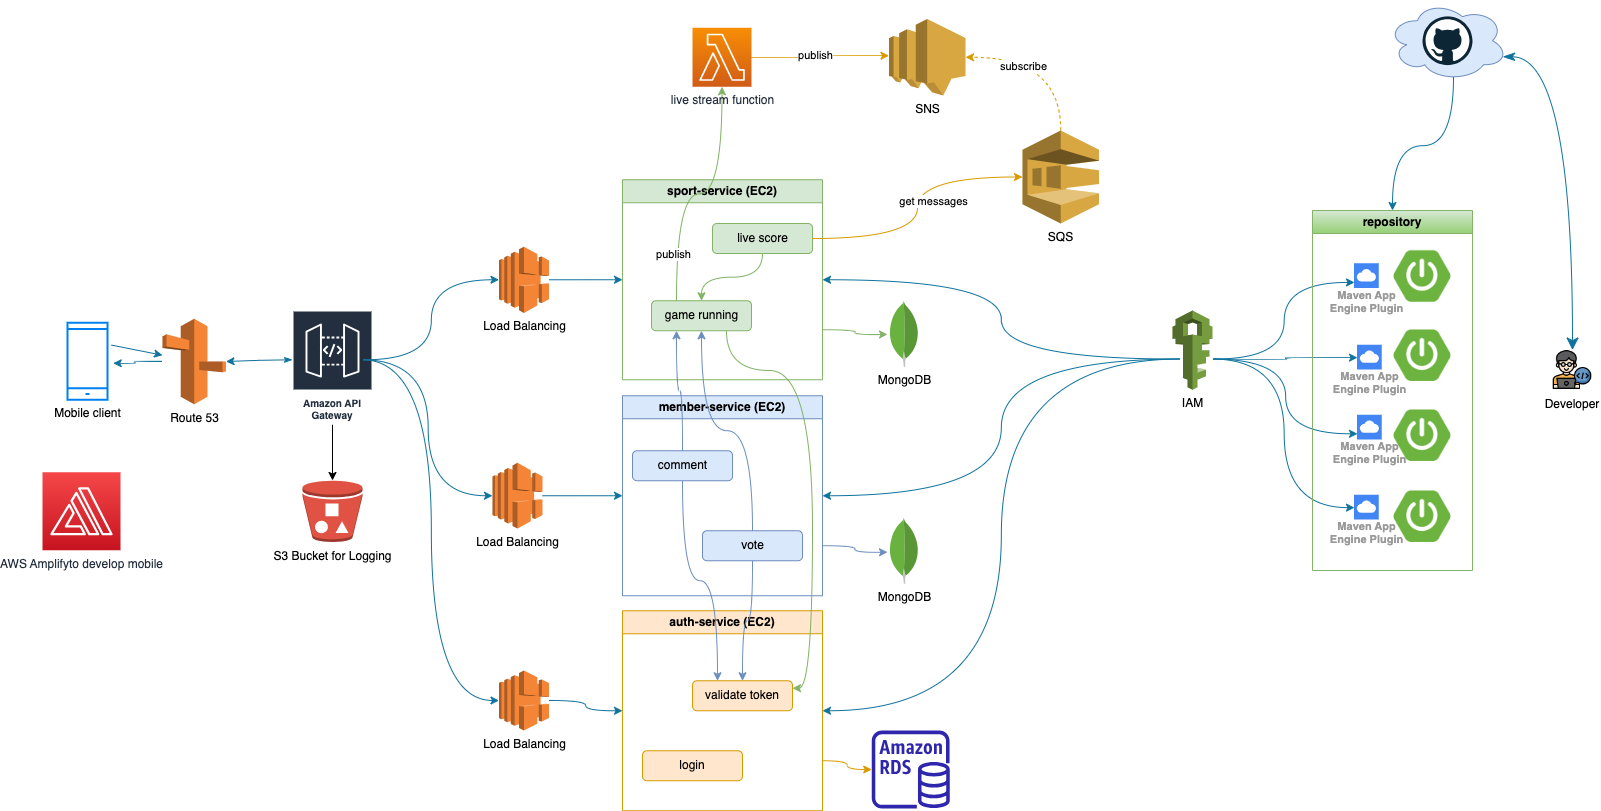 publish
subscribe
live stream function
SNS
sport-service (EC2)
get messages
live score
SQS
repository
publish
Maven App
Engine Plugin
game running
Load Balancing
Mobile client
Route 53
Amazon API
Gateway
MongoDB
IAM
Maven App
Engine Plugin
Developer
member-service (EC2)
comment
Maven App
Engine Plugin
Load Balancing
vote
S3 Bucket for Logging
AWS Amplifyto develop mobile
MongoDB
Maven App
Engine Plugin
auth-service (EC2)
validate token
Load Balancing
login
Amazon
RDS